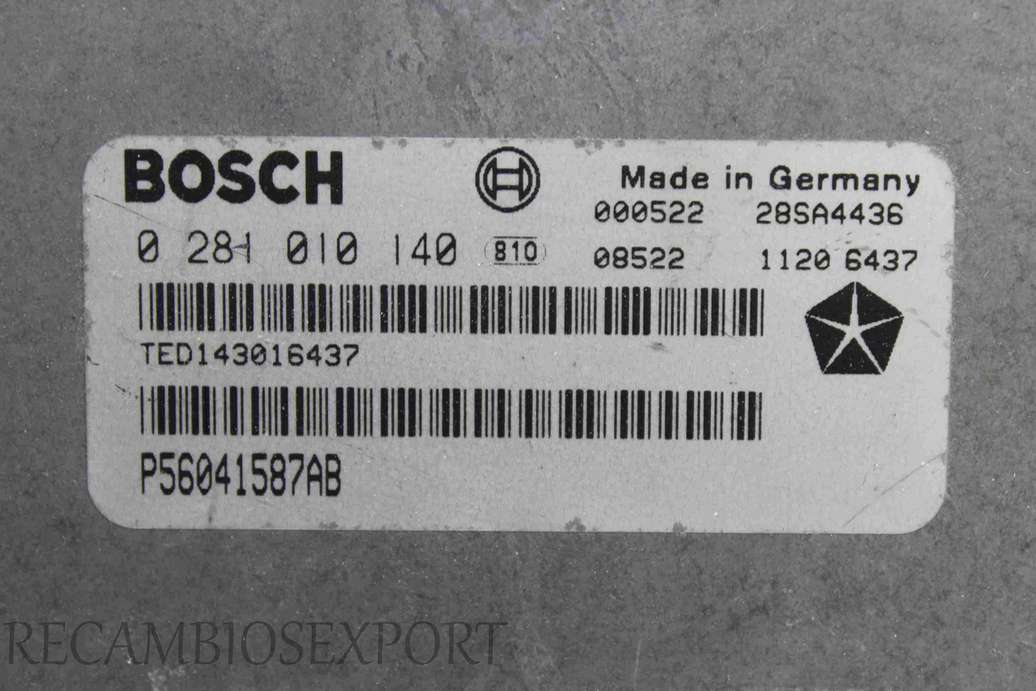 BOSCH
Made in Germany
000522 28SA4436
0 281 010 140 810
08522 1120 6437
TED143016437
P56041587AB
RECAMBIOSEXPORT